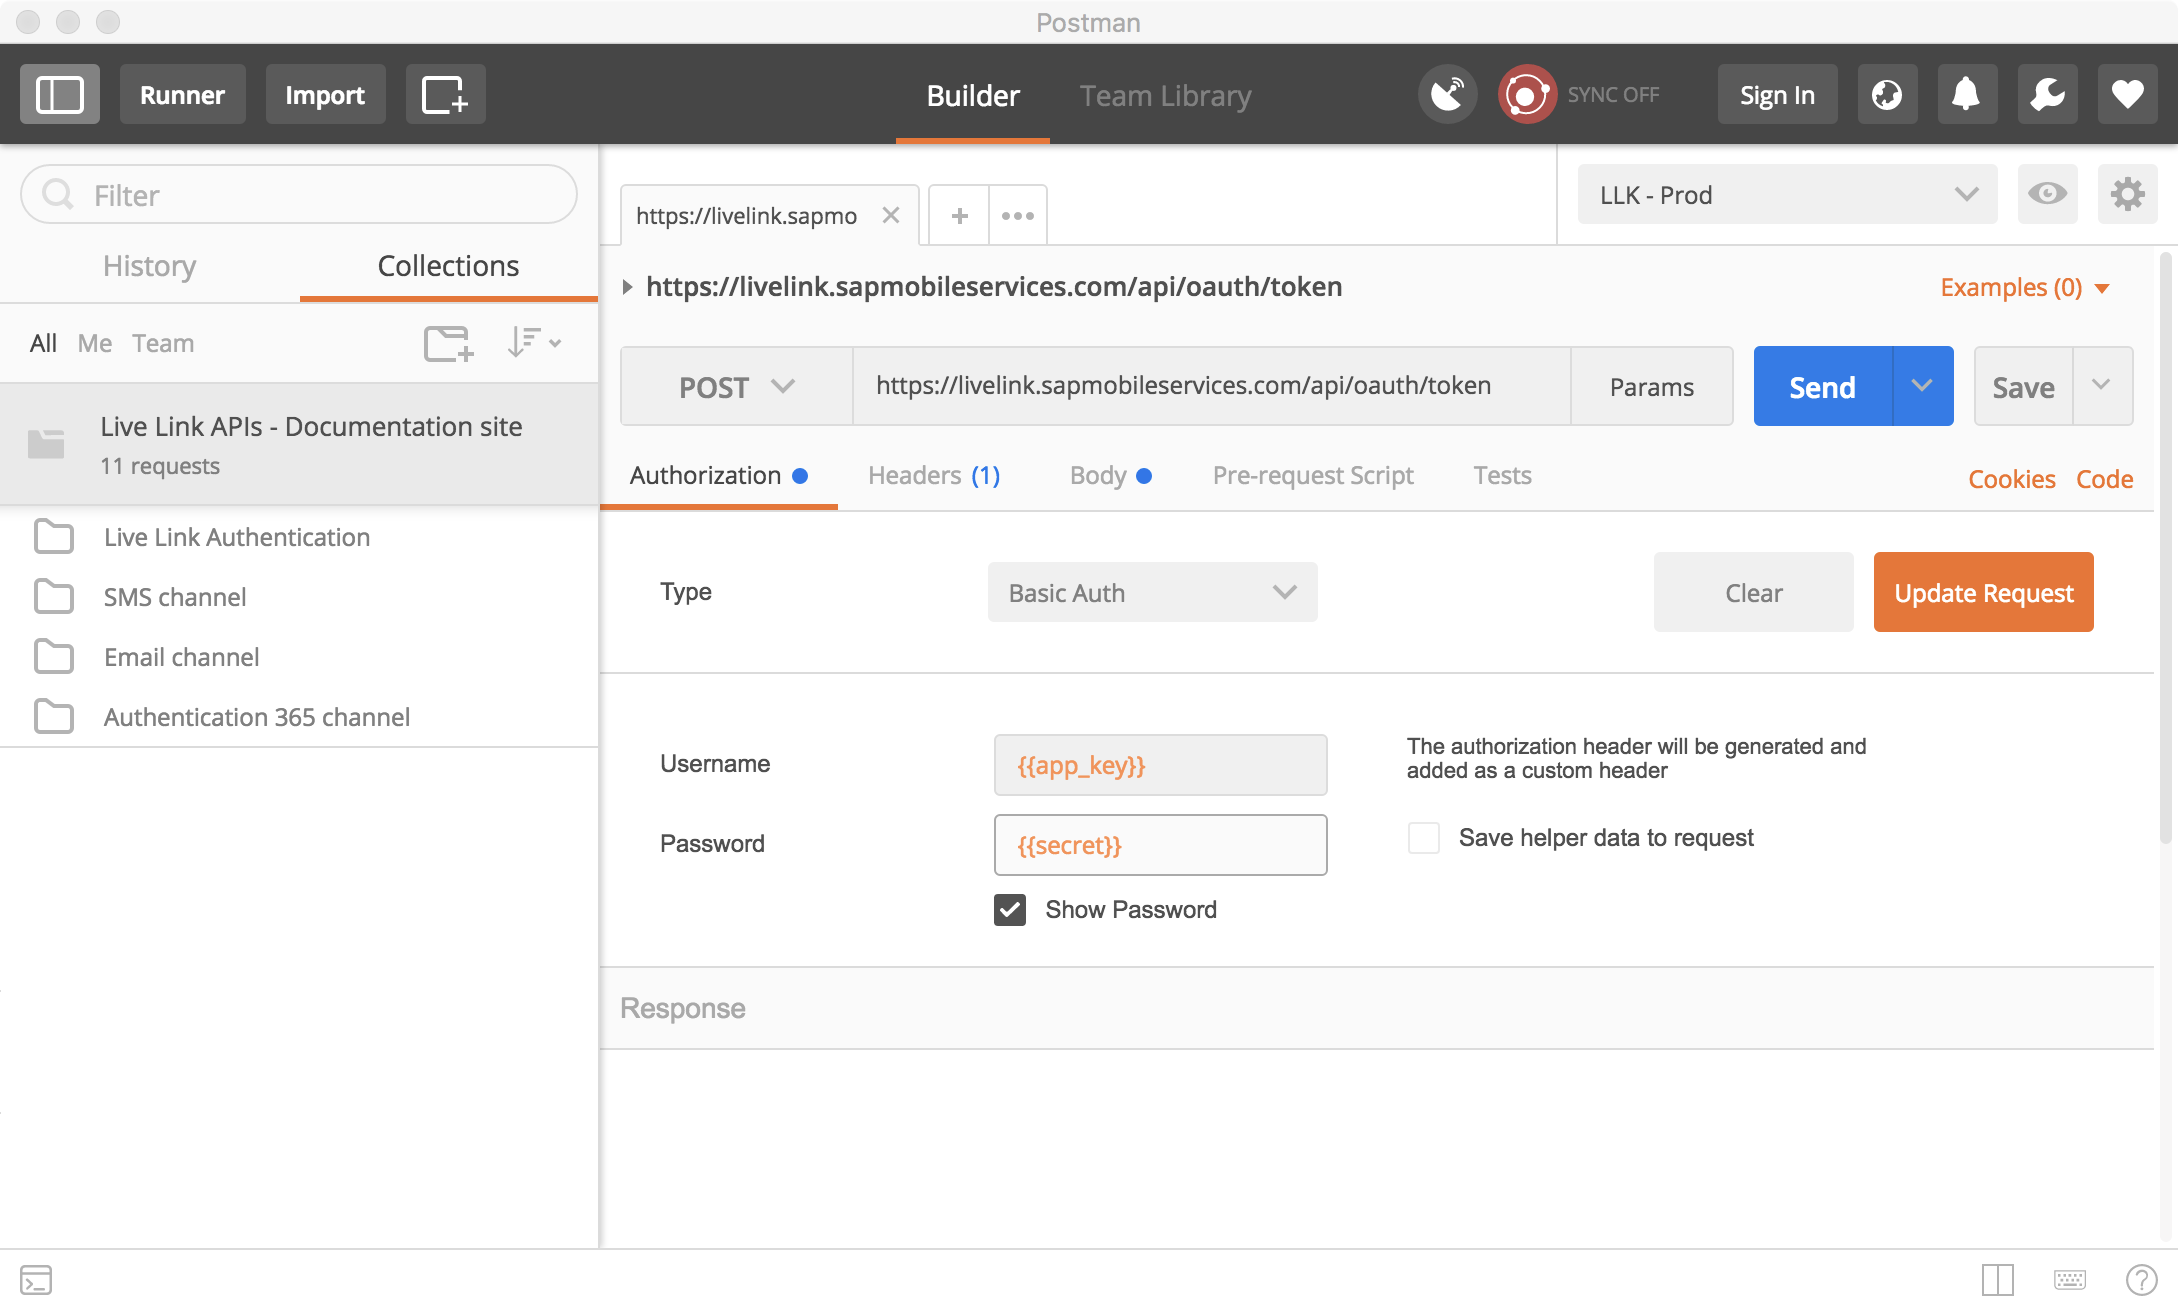 Postman
Runner
Import
Builder
Team Library
SYNC OFF
Sign In
Filter
History
Collections
All
Me
Team
Live Link APIs - Documentation site
11 requests
Live Link Authentication
SMS channel
Email channel
Authentication 365 channel
https://livelink.sapmo
LLK - Prod
https://livelink.sapmobileservices.com/api/oauth/token
Examples (0)
POST
https://livelink.sapmobileservices.com/api/oauth/token
Params
Send
Save
Authorization
Headers (1)
Body
Pre-request Script
Tests
Cookies
Code
Type
Basic Auth
Clear
Update Request
Username
{{app_key}}
The authorization header will be generated and
added as a custom header
Password
{{secret}}
Save helper data to request
Show Password
Response